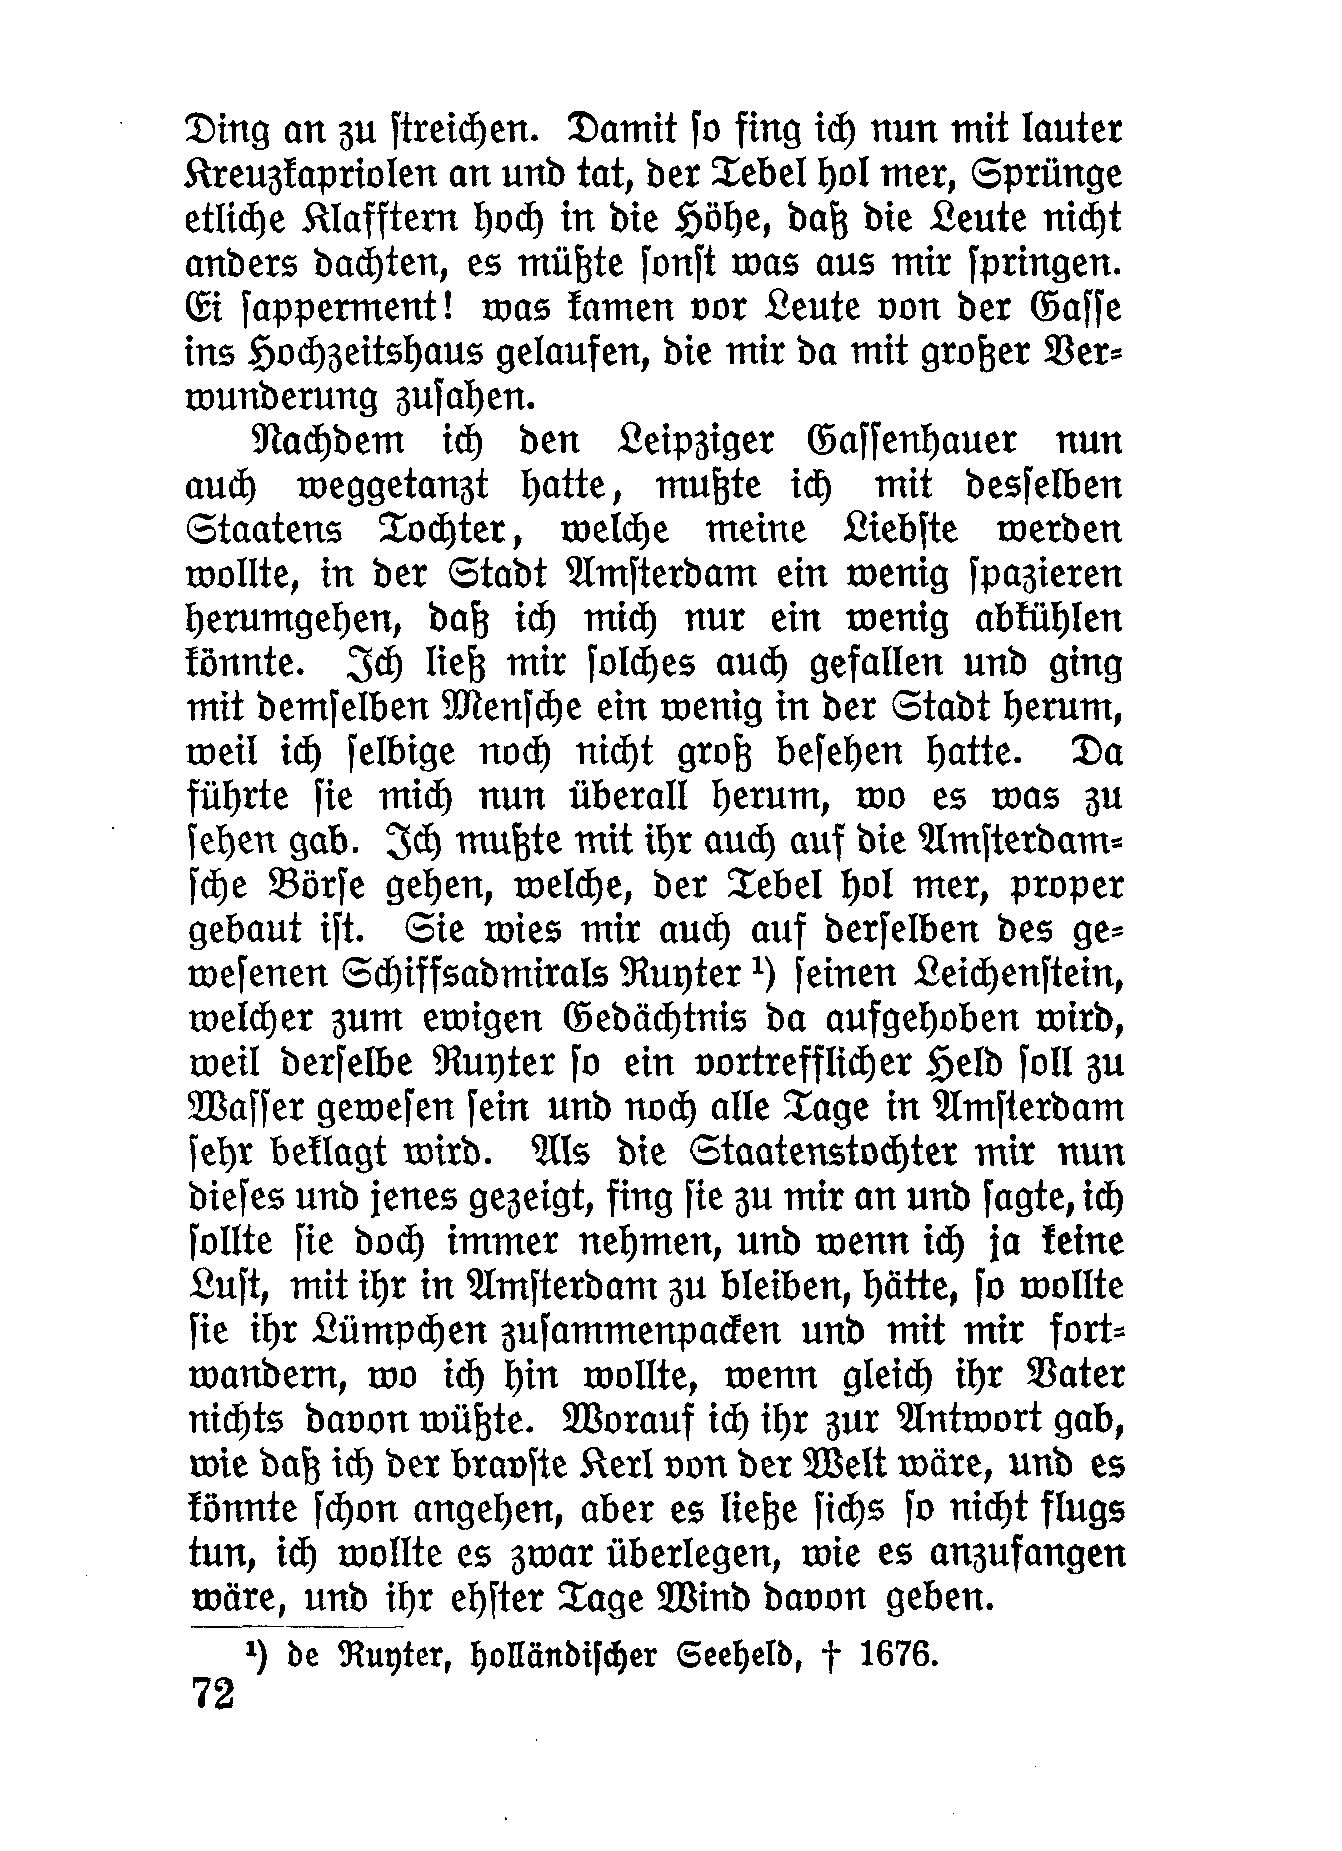 Ding an zu ſtreichen. Damit ſo fing ich nun mit lauter
Kreuzkapriolen an und tat, der Tebel hol mer, Sprünge
etliche Klafftern hoch in die Höhe, daß die Leute nicht
anders dachten, es müßte ſonſt was aus mir ſpringen.
Ei ſapperment! was kamen vor Leute von der Gaſſe
ins Hochzeitshaus gelaufen, die mir da mit großer Ver⸗
wunderung zuſahen.
Nachdem ich den Leipziger Gaſſenhauer nun
auch weggetanzt hatte, mußte ich mit desſelben
Staatens Tochter, welche meine Liebſte werden
wollte, in der Stadt Amſterdam ein wenig ſpazieren
herumgehen, daß ich mich nur ein wenig abkühlen
könnte. Ich ließ mir ſolches auch gefallen und ging
mit demſelben Menſche ein wenig in der Stadt herum,
weil ich ſelbige noch nicht groß beſehen hatte. Da
führte ſie mich nun überall herum, wo es was zu
ſehen gab. Ich mußte mit ihr auch auf die Amſterdam⸗
ſche Börſe gehen, welche, der Tebel hol mer, proper
gebaut iſt. Sie wies mir auch auf derſelben des ge⸗
weſenen Schiffsadmirals Ruyter ¹) ſeinen Leichenſtein,
welcher zum ewigen Gedächtnis da aufgehoben wird,
weil derſelbe Ruyter ſo ein vortrefflicher Held ſoll zu
Waſſer geweſen ſein und noch alle Tage in Amſterdam
ſehr beklagt wird. Als die Staatenstochter mir nun
dieſes und jenes gezeigt, fing ſie zu mir an und ſagte, ich
ſollte ſie doch immer nehmen, und wenn ich ja keine
Luſt, mit ihr in Amſterdam zu bleiben, hätte, ſo wollte
ſie ihr Lümpchen zuſammenpacken und mit mir fort⸗
wandern, wo ich hin wollte, wenn gleich ihr Vater
nichts davon wüßte. Worauf ich ihr zur Antwort gab,
wie daß ich der bravſte Kerl von der Welt wäre, und es
könnte ſchon angehen, aber es ließe ſichs ſo nicht flugs
tun, ich wollte es zwar überlegen, wie es anzufangen
wäre, und ihr ehſter Tage Wind davon geben.
¹) de Ruyter, holländiſcher Seeheld, † 1676.
72